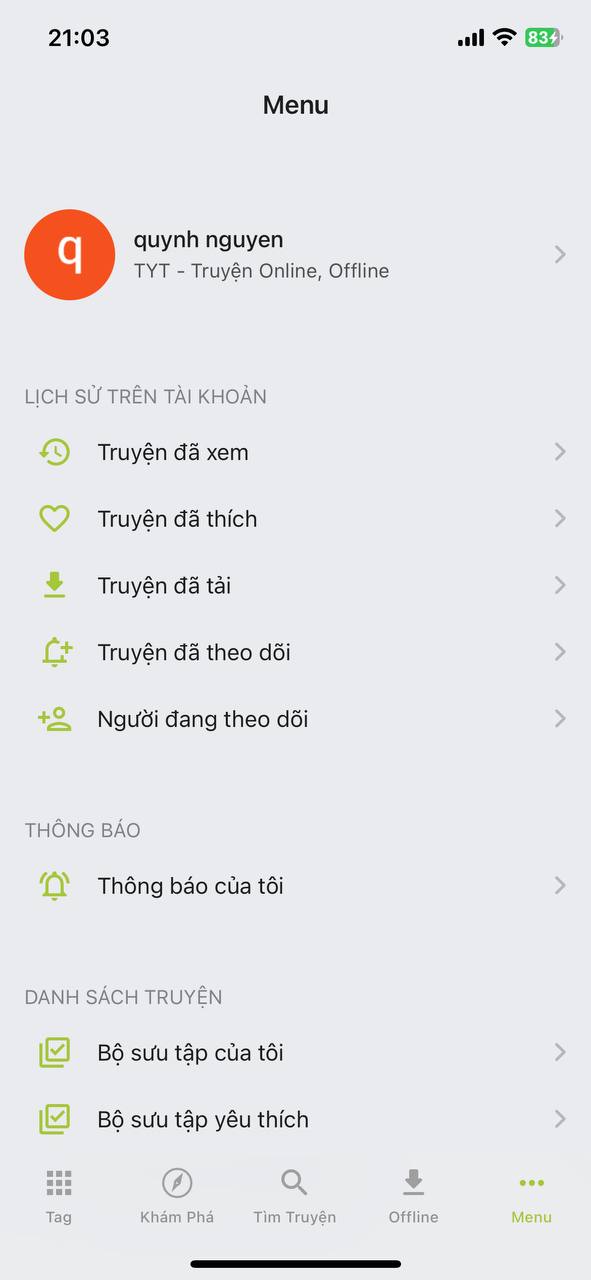 21:03
83
Menu
q
quynh nguyen
TYT - Truyện Online, Offline
LỊCH SỬ TRÊN TÀI KHOẢN
Truyện đã xem
Truyện đã thích
Truyện đã tải
Truyện đã theo dõi
Người đang theo dõi
THÔNG BÁO
Thông báo của tôi
DANH SÁCH TRUYỆN
Bộ sưu tập của tôi
Bộ sưu tập yêu thích
Tag
Khám Phá
Tìm Truyện
Offline
Menu